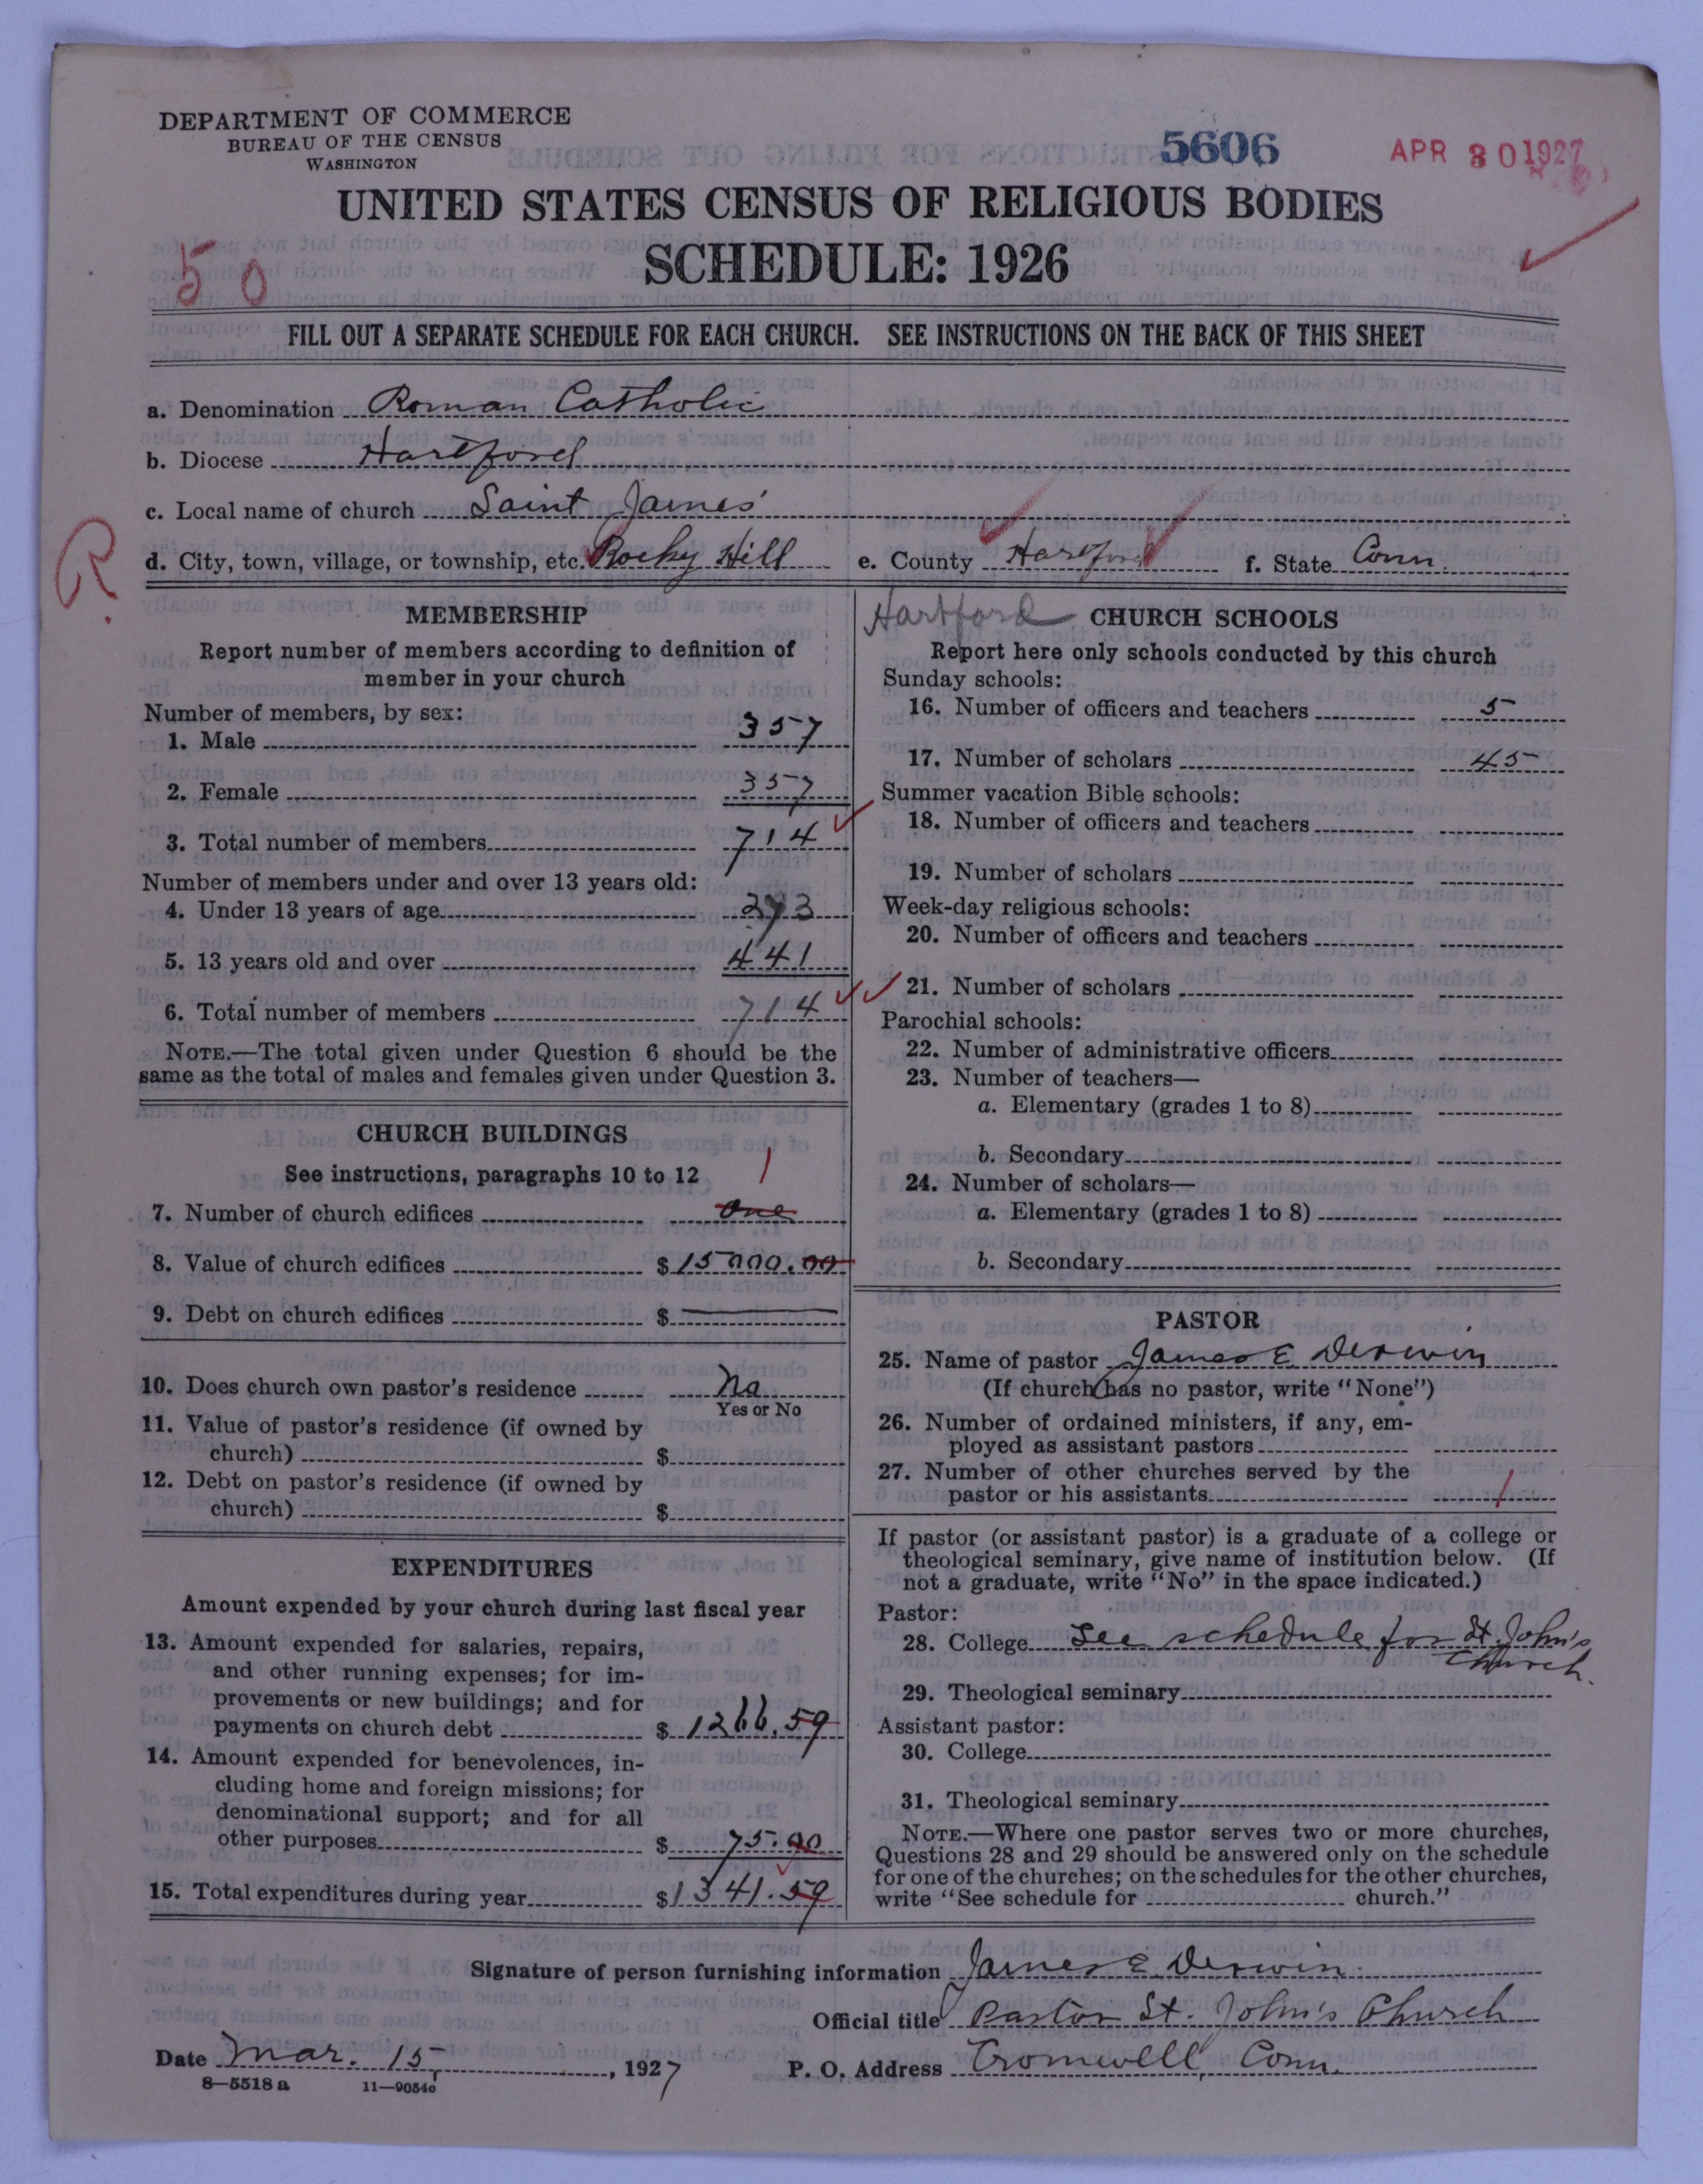 DEPARTMENT OF COMMERCE
BUREAU OF THE CENSUS
WASHINGTON
5606
APR 30 1927
UNITED STATES CENSUS OF RELIGIOUS BODIES
SCHEDULE: 1926
50
FILL OUT A SEPARATE SCHEDULE FOR EACH CHURCH. SEE INSTRUCTIONS ON THE BACK OF THIS SHEET
a. Denomination Roman Catholic
b. Diocese Hartford
c. Local name of church Saint James'
R.
d. City, town, village, or township, etc. Rocky Hill e. County Hartford f. State Conn.
MEMBERSHIP
Report number of members according to definition of
member in your church
Number of members, by sex:
1. Male 357
2. Female 357
3. Total number of members 714
Number of members under and over 13 years old:
4. Under 13 years of age 273
5. 13 years old and over 441
6. Total number of members 714
NOTE.—The total given under Question 6 should be the
same as the total of males and females given under Question 3.
CHURCH BUILDINGS
See instructions, paragraphs 10 to 12
1
7. Number of church edifices one
8. Value of church edifices $ 15000.00
9. Debt on church edifices $ —
10. Does church own pastor's residence No
Yes or No
11. Value of pastor's residence (if owned by
church) $
12. Debt on pastor's residence (if owned by
church) $
EXPENDITURES
Amount expended by your church during last fiscal year
13. Amount expended for salaries, repairs,
and other running expenses; for im-
provements or new buildings; and for
payments on church debt $ 1266.59
14. Amount expended for benevolences, in-
cluding home and foreign missions; for
denominational support; and for all
other purposes $ 75.00
15. Total expenditures during year $ 1341.59
Hartford
CHURCH SCHOOLS
Report here only schools conducted by this church
Sunday schools:
16. Number of officers and teachers 5
17. Number of scholars 45
Summer vacation Bible schools:
18. Number of officers and teachers
19. Number of scholars
Week-day religious schools:
20. Number of officers and teachers
21. Number of scholars
Parochial schools:
22. Number of administrative officers
23. Number of teachers—
a. Elementary (grades 1 to 8)
b. Secondary
24. Number of scholars—
a. Elementary (grades 1 to 8)
b. Secondary
PASTOR
25. Name of pastor James E Derwin
(If church has no pastor, write "None")
26. Number of ordained ministers, if any, em-
ployed as assistant pastors
27. Number of other churches served by the
pastor or his assistants 1
If pastor (or assistant pastor) is a graduate of a college or
theological seminary, give name of institution below. (If
not a graduate, write "No" in the space indicated.)
Pastor:
28. College See schedule for St. John's
Church.
29. Theological seminary
Assistant pastor:
30. College
31. Theological seminary
NOTE.—Where one pastor serves two or more churches,
Questions 28 and 29 should be answered only on the schedule
for one of the churches; on the schedules for the other churches,
write "See schedule for church."
Signature of person furnishing information James E Derwin
Official title Pastor St. John's Church
Date Mar. 15, 1927 P. O. Address Cromwell, Conn.
8—5518 a 11—9054c